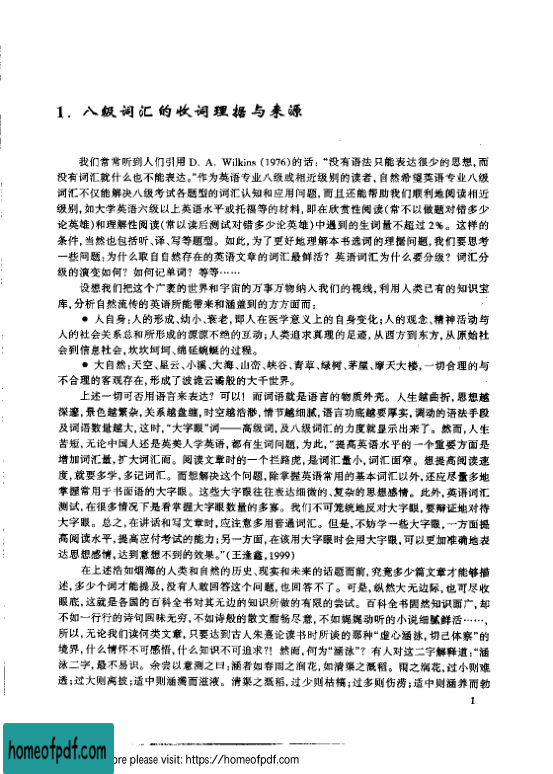 1. 八级词汇的收词理据与来源
我们常常听到人们引用 D. A. Wilkins (1976)的话：“没有语法只能表达很少的思想，而
没有词汇就什么也不能表达。”作为英语专业八级或相近级别的读者，自然希望英语专业八级
词汇不仅能解决八级考试各题型的词汇认知和应用问题，而且还能帮助我们顺利地阅读相近
级别，如大学英语六级以上英语水平或托福等的材料，即在欣赏性阅读(常不以做题对错多少
论英雄)和理解性阅读(常以读后测试对错多少论英雄)中遇到的生词量不超过 2%。这样的
条件，当然也包括听、译、写等题型。如此，为了更好地理解本书选词的理据问题，我们要思考
一些问题：为什么取自自然存在的英语文章的词汇最鲜活？英语词汇为什么要分级？词汇分
级的演变如何？如何记单词？等等……
设想我们把这个广袤的世界和宇宙的万事万物纳入我们的视线，利用人类已有的知识宝
库，分析自然流传的英语所能带来和涵盖到的方方面面：
● 人自身：人的形成、幼小、衰老，即人在医学意义上的自身变化；人的观念、精神活动与
人的社会关系总和所形成的源源不绝的互动；人类追求真理的足迹，从西方到东方，从原始社
会到信息社会，坎坎坷坷、绵延蜿蜒的过程。
● 大自然：天空、星云、小溪、大海、山峦、峡谷、青草、绿树、茅屋、摩天大楼，一切合理的与
不合理的客观存在，形成了波诡云谲般的大千世界。
上述一切可否用语言来表达？可以！而词语就是语言的物质外壳。人生越曲折，思想越
深邃，景色越繁杂，关系越盘缠，时空越浩渺，情节越细腻，语言功底越要厚实，调动的语法手段
及词语数量越大，这时，“大字眼”词——高级词，及八级词汇的力度就显示出来了。然而，人生
苦短，无论中国人还是英美人学英语，都有生词问题，为此，“提高英语水平的一个重要方面是
增加词汇量，扩大词汇面。阅读文章时的一个拦路虎，是词汇量小，词汇面窄。想提高阅读速
度，就要多学，多记词汇。而想解决这个问题，除掌握英语常用的基本词汇以外，还应尽量多地
掌握常用于书面语的大字眼。这些大字眼往往表达细微的、复杂的思想感情。此外，英语词汇
测试，在很多情况下是看掌握大字眼数量的多寡。我们不可笼统地反对大字眼，要辩证地对待
大字眼。总之，在讲话和写文章时，应注意多用普通词汇。但是，不妨学一些大字眼，一方面提
高阅读水平，提高应付考试的能力；另一方面，在该用大字眼时会用大字眼，可以更加准确地表
达思想感情，达到意想不到的效果。”(王逢鑫，1999)
在上述浩如烟海的人类和自然的历史、现实和未来的话题面前，究竟多少篇文章才能够描
述，多少个词才能提及，没有人敢回答这个问题，也回答不了。可是，纵然大无边际，也可尽收
眼底，这就是各国的百科全书对其无边的知识所做的有限的尝试。百科全书固然知识面广，却
不如一行行的诗句回味无穷，不如诗般的散文酣畅尽意，不如娓娓动听的小说细腻鲜活……，
所以，无论我们读何类文章，只要达到古人朱熹论读书时所谈的那种“虚心涵泳，切己体察”的
境界，什么情怀不可感悟，什么知识不可追求?！然而，何为“涵泳”？有人对这二字解释道：“涵
泳二字，最不易识。余尝以意测之曰：涵者如春雨之润花，如清渠之溉稻。雨之润花，过小则难
透；过大则离披；适中则涵濡而滋液。清渠之溉稻，过少则枯槁；过多则伤涝；适中则涵养而勃
1
homeofpdf.com
ore please visit: https://homeofpdf.com